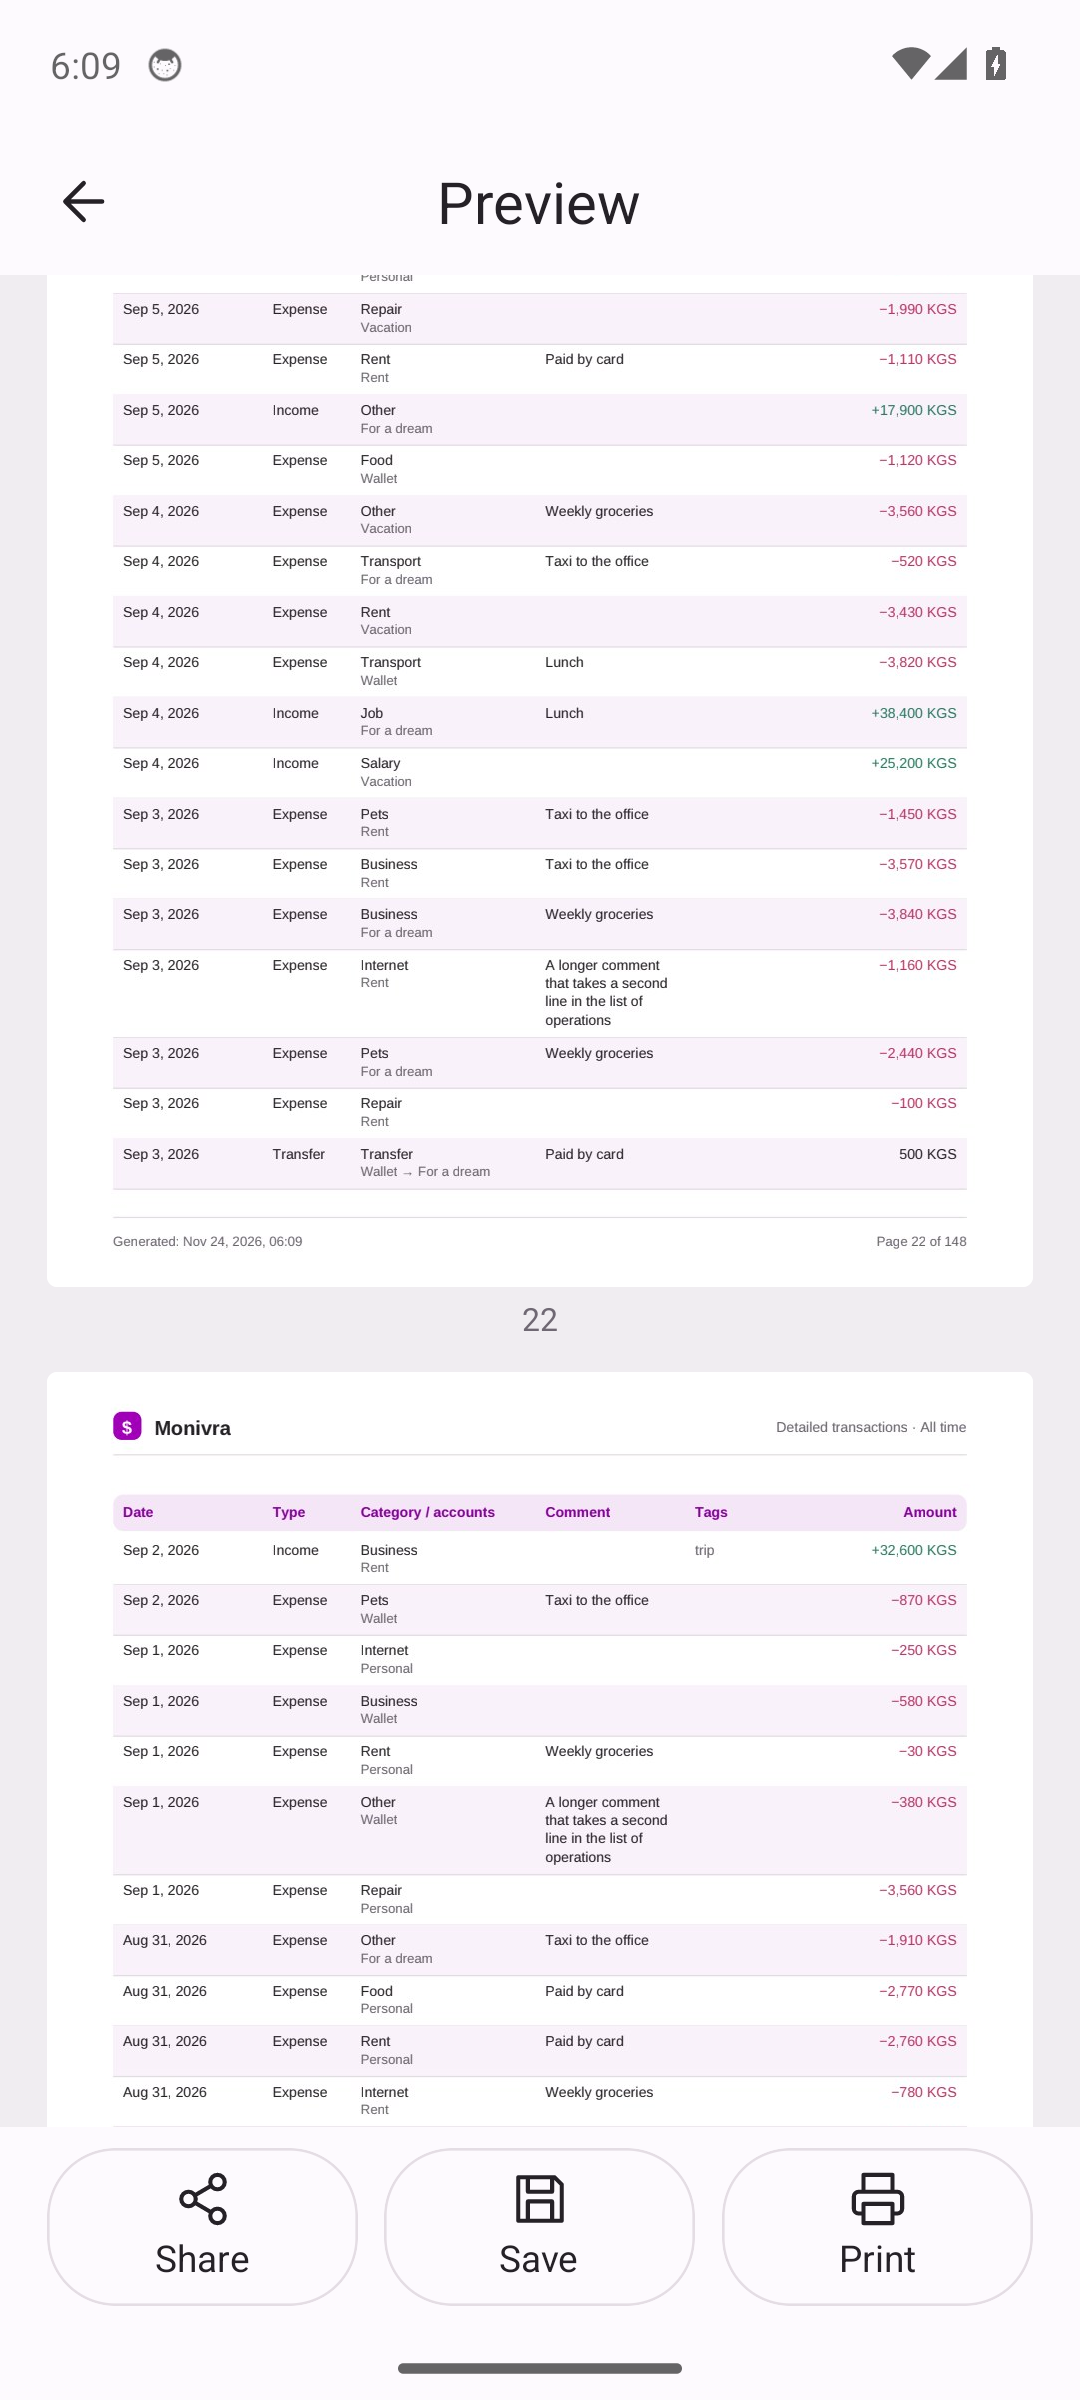 6:09
Preview
Personal
Sep 5, 2026 Expense Repair −1,990 KGS
Vacation
Sep 5, 2026 Expense Rent Paid by card −1,110 KGS
Rent
Sep 5, 2026 Income Other +17,900 KGS
For a dream
Sep 5, 2026 Expense Food −1,120 KGS
Wallet
Sep 4, 2026 Expense Other Weekly groceries −3,560 KGS
Vacation
Sep 4, 2026 Expense Transport Taxi to the office −520 KGS
For a dream
Sep 4, 2026 Expense Rent −3,430 KGS
Vacation
Sep 4, 2026 Expense Transport Lunch −3,820 KGS
Wallet
Sep 4, 2026 Income Job Lunch +38,400 KGS
For a dream
Sep 4, 2026 Income Salary +25,200 KGS
Vacation
Sep 3, 2026 Expense Pets Taxi to the office −1,450 KGS
Rent
Sep 3, 2026 Expense Business Taxi to the office −3,570 KGS
Rent
Sep 3, 2026 Expense Business Weekly groceries −3,840 KGS
For a dream
Sep 3, 2026 Expense Internet A longer comment −1,160 KGS
Rent that takes a second
line in the list of
operations
Sep 3, 2026 Expense Pets Weekly groceries −2,440 KGS
For a dream
Sep 3, 2026 Expense Repair −100 KGS
Rent
Sep 3, 2026 Transfer Transfer Paid by card 500 KGS
Wallet → For a dream
Generated: Nov 24, 2026, 06:09 Page 22 of 148
22
$ Monivra Detailed transactions · All time
Date Type Category / accounts Comment Tags Amount
Sep 2, 2026 Income Business trip +32,600 KGS
Rent
Sep 2, 2026 Expense Pets Taxi to the office −870 KGS
Wallet
Sep 1, 2026 Expense Internet −250 KGS
Personal
Sep 1, 2026 Expense Business −580 KGS
Wallet
Sep 1, 2026 Expense Rent Weekly groceries −30 KGS
Personal
Sep 1, 2026 Expense Other A longer comment −380 KGS
Wallet that takes a second
line in the list of
operations
Sep 1, 2026 Expense Repair −3,560 KGS
Personal
Aug 31, 2026 Expense Other Taxi to the office −1,910 KGS
For a dream
Aug 31, 2026 Expense Food Paid by card −2,770 KGS
Personal
Aug 31, 2026 Expense Rent Paid by card −2,760 KGS
Personal
Aug 31, 2026 Expense Internet Weekly groceries −780 KGS
Rent
Share Save Print